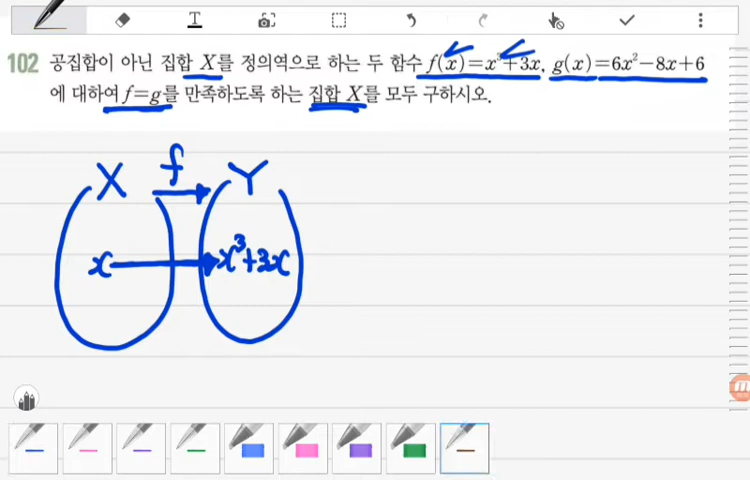 102 공집합이 아닌 집합 X를 정의역으로 하는 두 함수 f(x)=x³+3x, g(x)=6x²-8x+6
에 대하여 f=g를 만족하도록 하는 집합 X를 모두 구하시오.
X f Y
x x³+3x